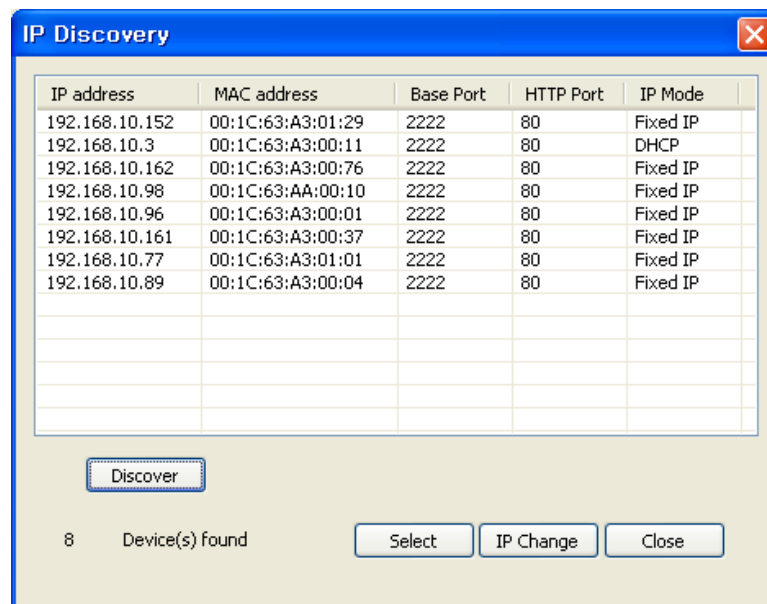 IP Discovery
IP address MAC address Base Port HTTP Port IP Mode
192.168.10.152 00:1C:63:A3:01:29 2222 80 Fixed IP
192.168.10.3 00:1C:63:A3:00:11 2222 80 DHCP
192.168.10.162 00:1C:63:A3:00:76 2222 80 Fixed IP
192.168.10.98 00:1C:63:AA:00:10 2222 80 Fixed IP
192.168.10.96 00:1C:63:A3:00:01 2222 80 Fixed IP
192.168.10.161 00:1C:63:A3:00:37 2222 80 Fixed IP
192.168.10.77 00:1C:63:A3:01:01 2222 80 Fixed IP
192.168.10.89 00:1C:63:A3:00:04 2222 80 Fixed IP
Discover
8 Device(s) found Select IP Change Close